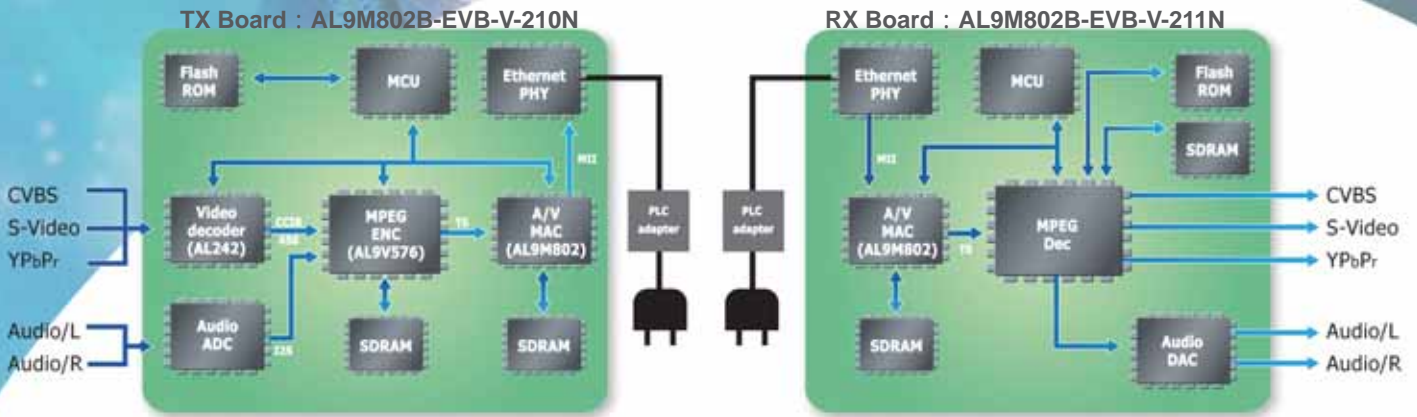 TX Board : AL9M802B-EVB-V-210N
Flash
ROM
MCU
Ethernet
PHY
MII
CVBS
S-Video
YPbPr
Video
decoder
(AL242)
CCIR
656
MPEG
ENC
(AL9V576)
TS
A/V
MAC
(AL9M802)
Audio/L
Audio/R
Audio
ADC
I2S
SDRAM
SDRAM
PLC
adapter
RX Board : AL9M802B-EVB-V-211N
Ethernet
PHY
MCU
Flash
ROM
SDRAM
MII
PLC
adapter
A/V
MAC
(AL9M802)
TS
MPEG
Dec
CVBS
S-Video
YPbPr
SDRAM
Audio
DAC
Audio/L
Audio/R